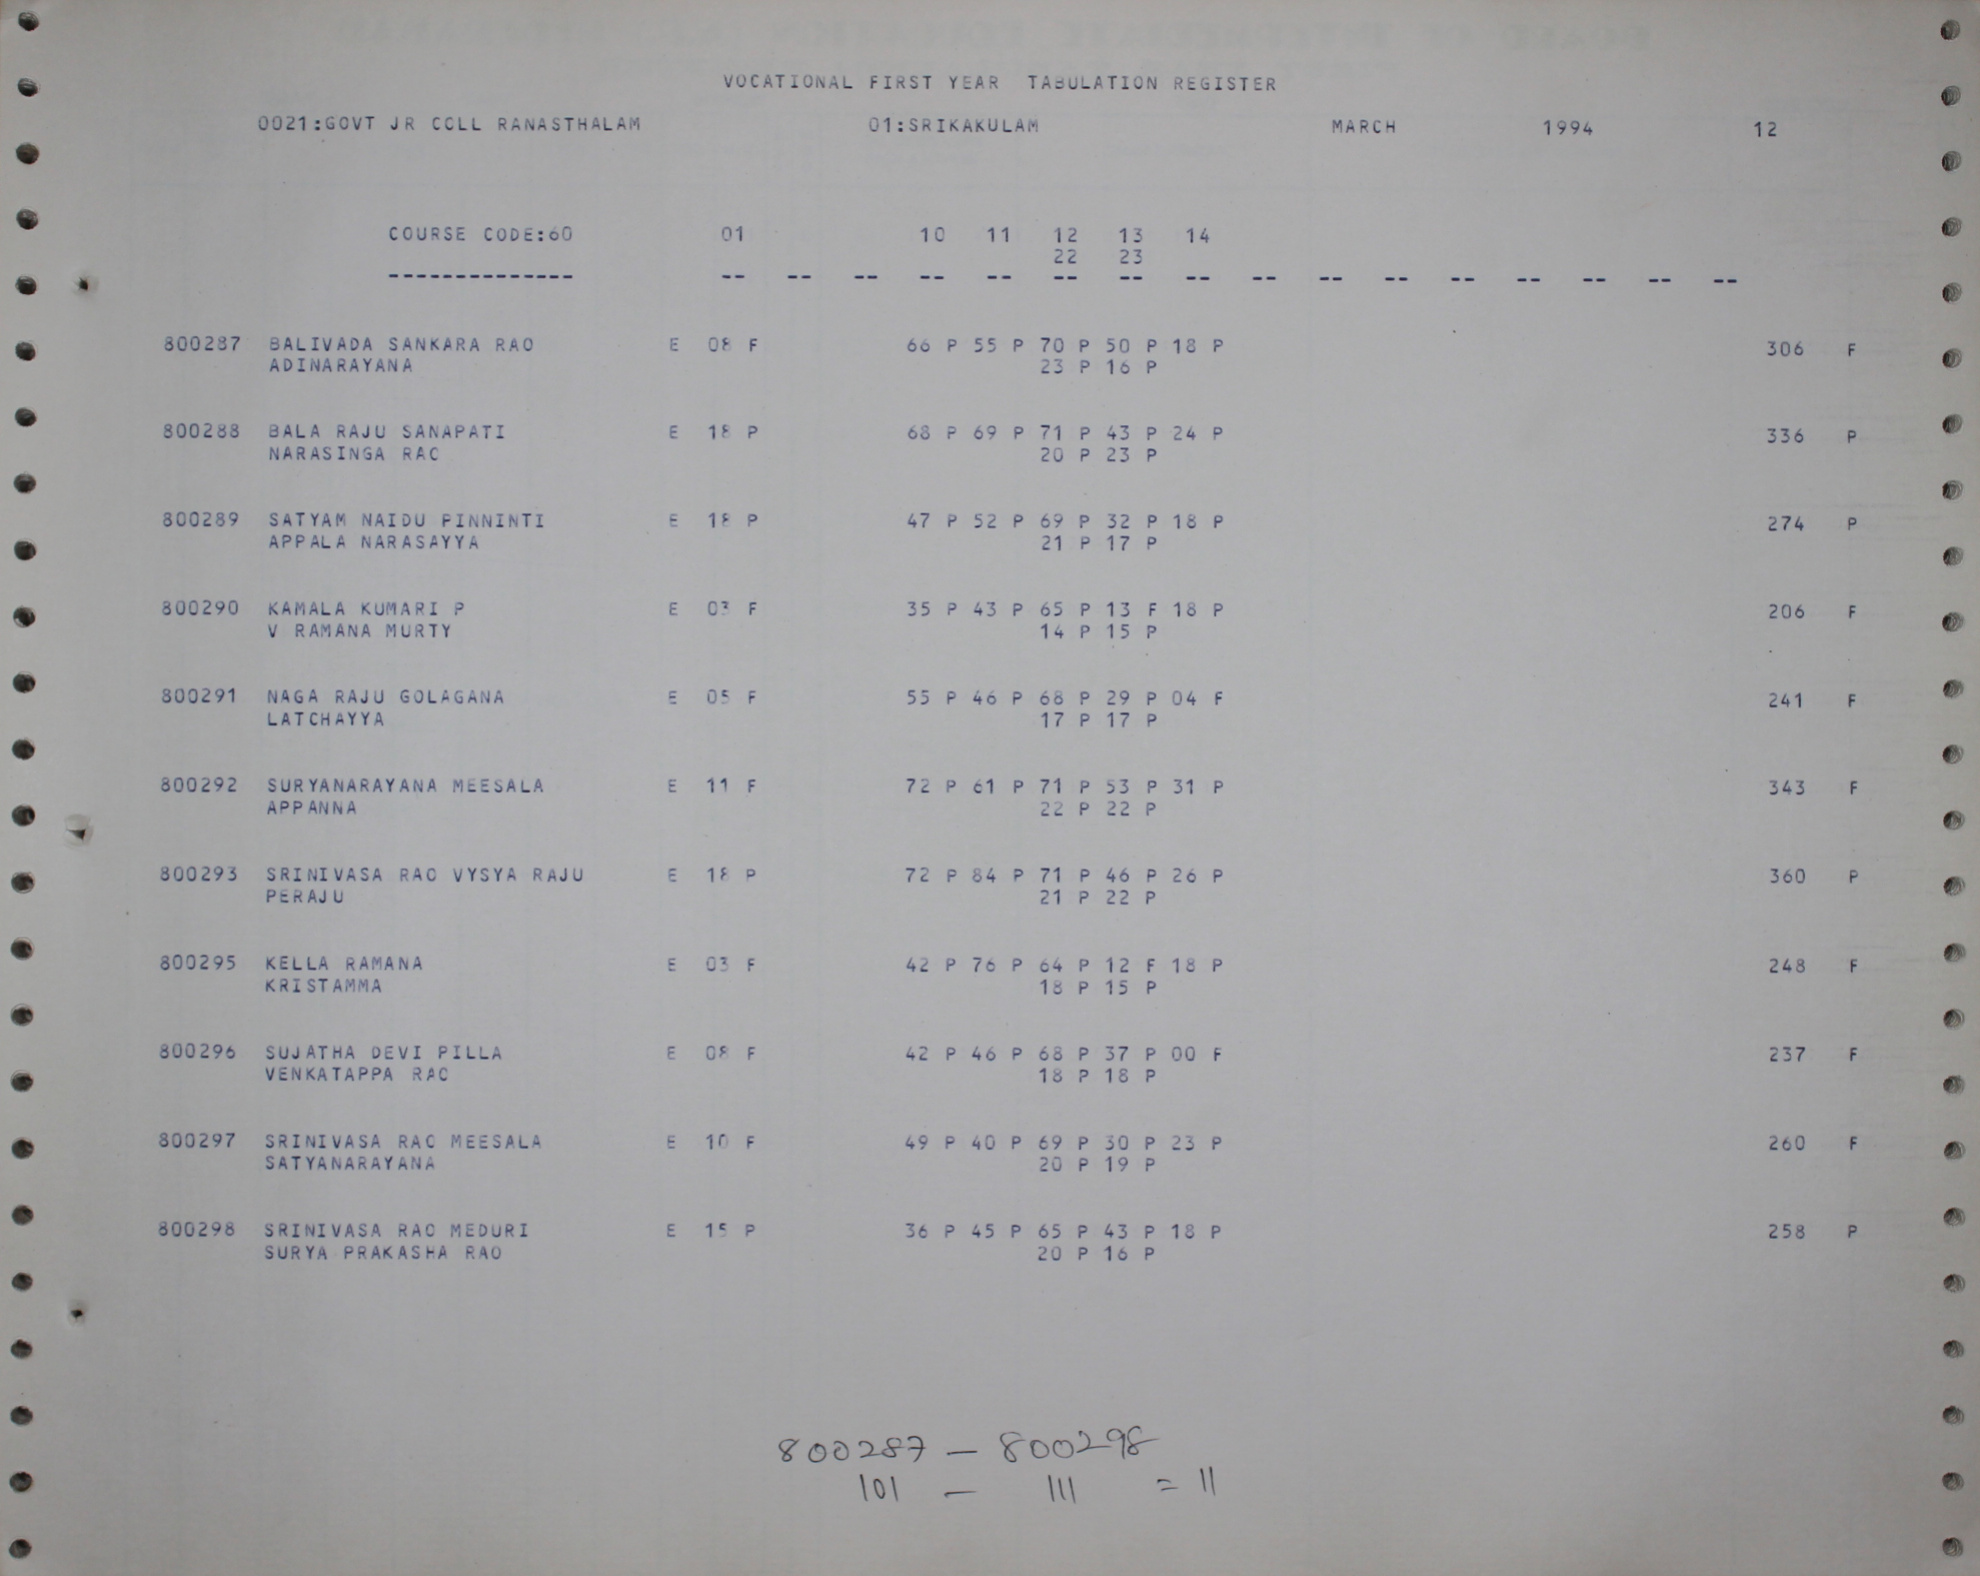 VOCATIONAL FIRST YEAR TABULATION REGISTER
0021:GOVT JR COLL RANASTHALAM 01:SRIKAKULAM MARCH 1994 12
COURSE CODE:60 01 10 11 12 13 14
22 23
-------------- -- -- -- -- -- -- -- -- -- -- -- -- -- -- -- --
800287 BALIVADA SANKARA RAO E 08 F 66 P 55 P 70 P 50 P 18 P 306 F
ADINARAYANA 23 P 16 P
800288 BALA RAJU SANAPATI E 18 P 68 P 69 P 71 P 43 P 24 P 336 P
NARASINGA RAO 20 P 23 P
800289 SATYAM NAIDU PINNINTI E 18 P 47 P 52 P 69 P 32 P 18 P 274 P
APPALA NARASAYYA 21 P 17 P
800290 KAMALA KUMARI P E 03 F 35 P 43 P 65 P 13 F 18 P 206 F
V RAMANA MURTY 14 P 15 P
800291 NAGA RAJU GOLAGANA E 05 F 55 P 46 P 68 P 29 P 04 F 241 F
LATCHAYYA 17 P 17 P
800292 SURYANARAYANA MEESALA E 11 F 72 P 61 P 71 P 53 P 31 P 343 F
APPANNA 22 P 22 P
800293 SRINIVASA RAO VYSYA RAJU E 18 P 72 P 84 P 71 P 46 P 26 P 360 P
PERAJU 21 P 22 P
800295 KELLA RAMANA E 03 F 42 P 76 P 64 P 12 F 18 P 248 F
KRISTAMMA 18 P 15 P
800296 SUJATHA DEVI PILLA E 08 F 42 P 46 P 68 P 37 P 00 F 237 F
VENKATAPPA RAO 18 P 18 P
800297 SRINIVASA RAO MEESALA E 10 F 49 P 40 P 69 P 30 P 23 P 260 F
SATYANARAYANA 20 P 19 P
800298 SRINIVASA RAO MEDURI E 15 P 36 P 45 P 65 P 43 P 18 P 258 P
SURYA PRAKASHA RAO 20 P 16 P
800287 – 800298
101 – 111 = 11